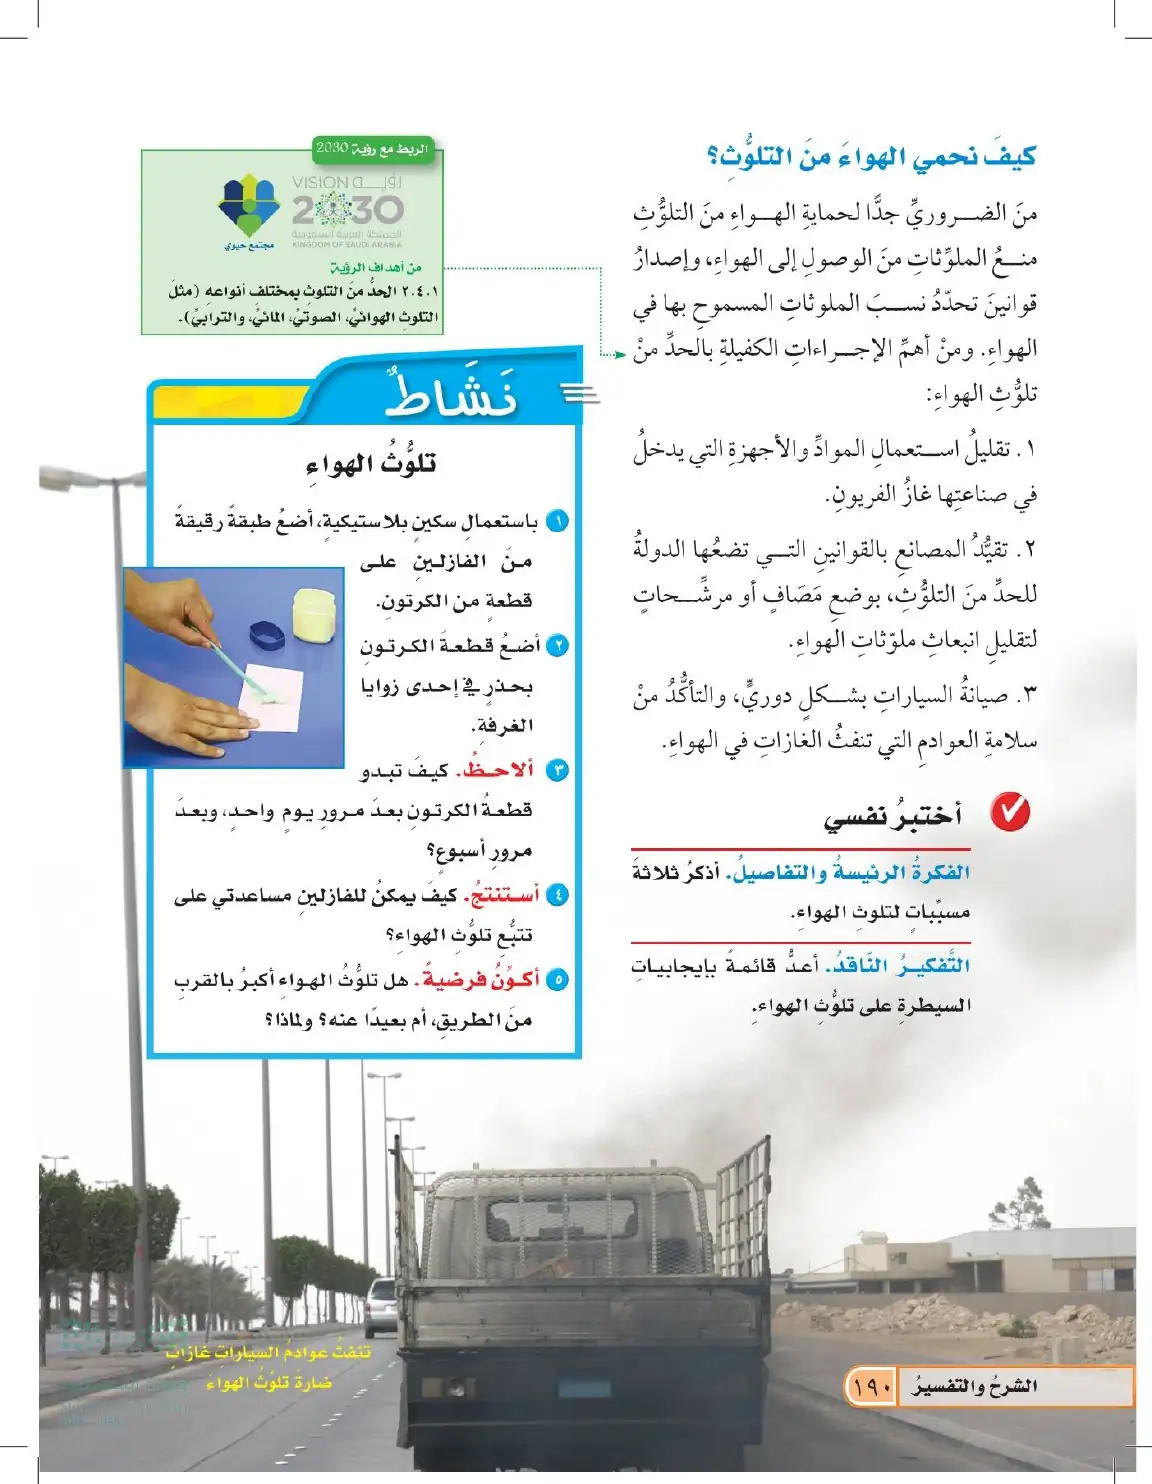 كيفَ نحمي الهواءَ منَ التلوُّثِ؟
منَ الضروريِّ جدًّا لحمايةِ الهواءِ منَ التلوُّثِ
منعُ الملوِّثاتِ منَ الوصولِ إلى الهواءِ، وإصدارُ
قوانينَ تحدّدُ نسبَ الملوثاتِ المسموحِ بها في
الهواءِ. ومنْ أهمِّ الإجراءاتِ الكفيلةِ بالحدِّ منْ
تلوُّثِ الهواءِ:
١. تقليلُ استعمالِ الموادِّ والأجهزةِ التي يدخلُ
في صناعتِها غازُ الفريونِ.
٢. تقيُّدُ المصانعِ بالقوانينِ التي تضعُها الدولةُ
للحدِّ منَ التلوُّثِ، بوضعِ مَصَافٍ أو مرشِّحاتٍ
لتقليلِ انبعاثِ ملوّثاتِ الهواءِ.
٣. صيانةُ السياراتِ بشكلٍ دوريٍّ، والتأكُّدُ منْ
سلامةِ العوادمِ التي تنفثُ الغازاتِ في الهواءِ.
أختبرُ نفسي
الفكرةُ الرئيسةُ والتفاصيلُ. أذكرُ ثلاثةَ
مسبِّباتٍ لتلوثِ الهواءِ.
التَّفكيرُ النَّاقدُ. أعدُّ قائمةً بإيجابياتِ
السيطرةِ على تلوُّثِ الهواءِ.
الربط مع رؤية 2030
VISION رؤيـــة
2030
المملكة العربية السعودية
KINGDOM OF SAUDI ARABIA
مجتمع حيوي
من أهداف الرؤية
٢.٤.١ الحدُّ منَ التلوثِ بمختلفِ أنواعهِ (مثلَ
التلوثِ الهوائيِّ، الصوتيِّ، المائيِّ، والترابيِّ).
نَشَاطٌ
تلوُّثُ الهواءِ
١ باستعمالِ سكينٍ بلاستيكيةٍ، أضعُ طبقةً رقيقةً
منَ الفازلينِ على
قطعةٍ من الكرتونِ.
٢ أضعُ قطعةَ الكرتونِ
بحذرٍ في إحدى زوايا
الغرفةِ.
٣ ألاحظُ. كيفَ تبدو
قطعةُ الكرتونِ بعدَ مرورِ يومٍ واحدٍ، وبعدَ
مرورِ أسبوعٍ؟
٤ أستنتجُ. كيفَ يمكنُ للفازلينِ مساعدتي على
تتبُّعِ تلوُّثِ الهواءِ؟
٥ أكوِّنُ فرضيةً. هل تلوُّثُ الهواءِ أكبرُ بالقربِ
منَ الطريقِ، أم بعيدًا عنه؟ ولماذا؟
تنفثُ عوادمُ السياراتِ غازاتٍ
ضارةً تلوّثُ الهواءَ
الشرحُ والتفسيرُ ١٩٠